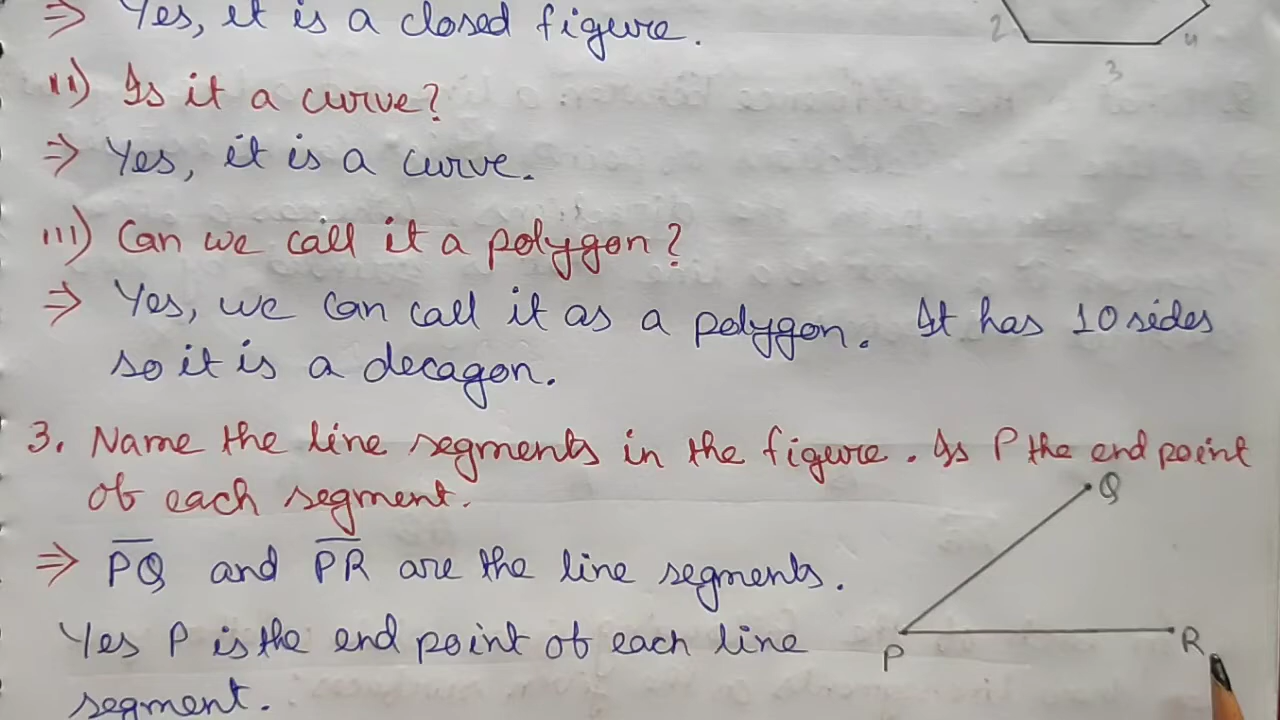 ⇒ Yes, it is a closed figure.
2
3
4
ii) Is it a curve?
⇒ Yes, it is a curve.
iii) Can we call it a polygon?
⇒ Yes, we can call it as a polygon. It has 10 sides
so it is a decagon.
3. Name the line segments in the figure. Is P the end point
of each segment.
Q
⇒ P̅Q̅ and P̅R̅ are the line segments.
Yes P is the end point of each line
P
R
segment.